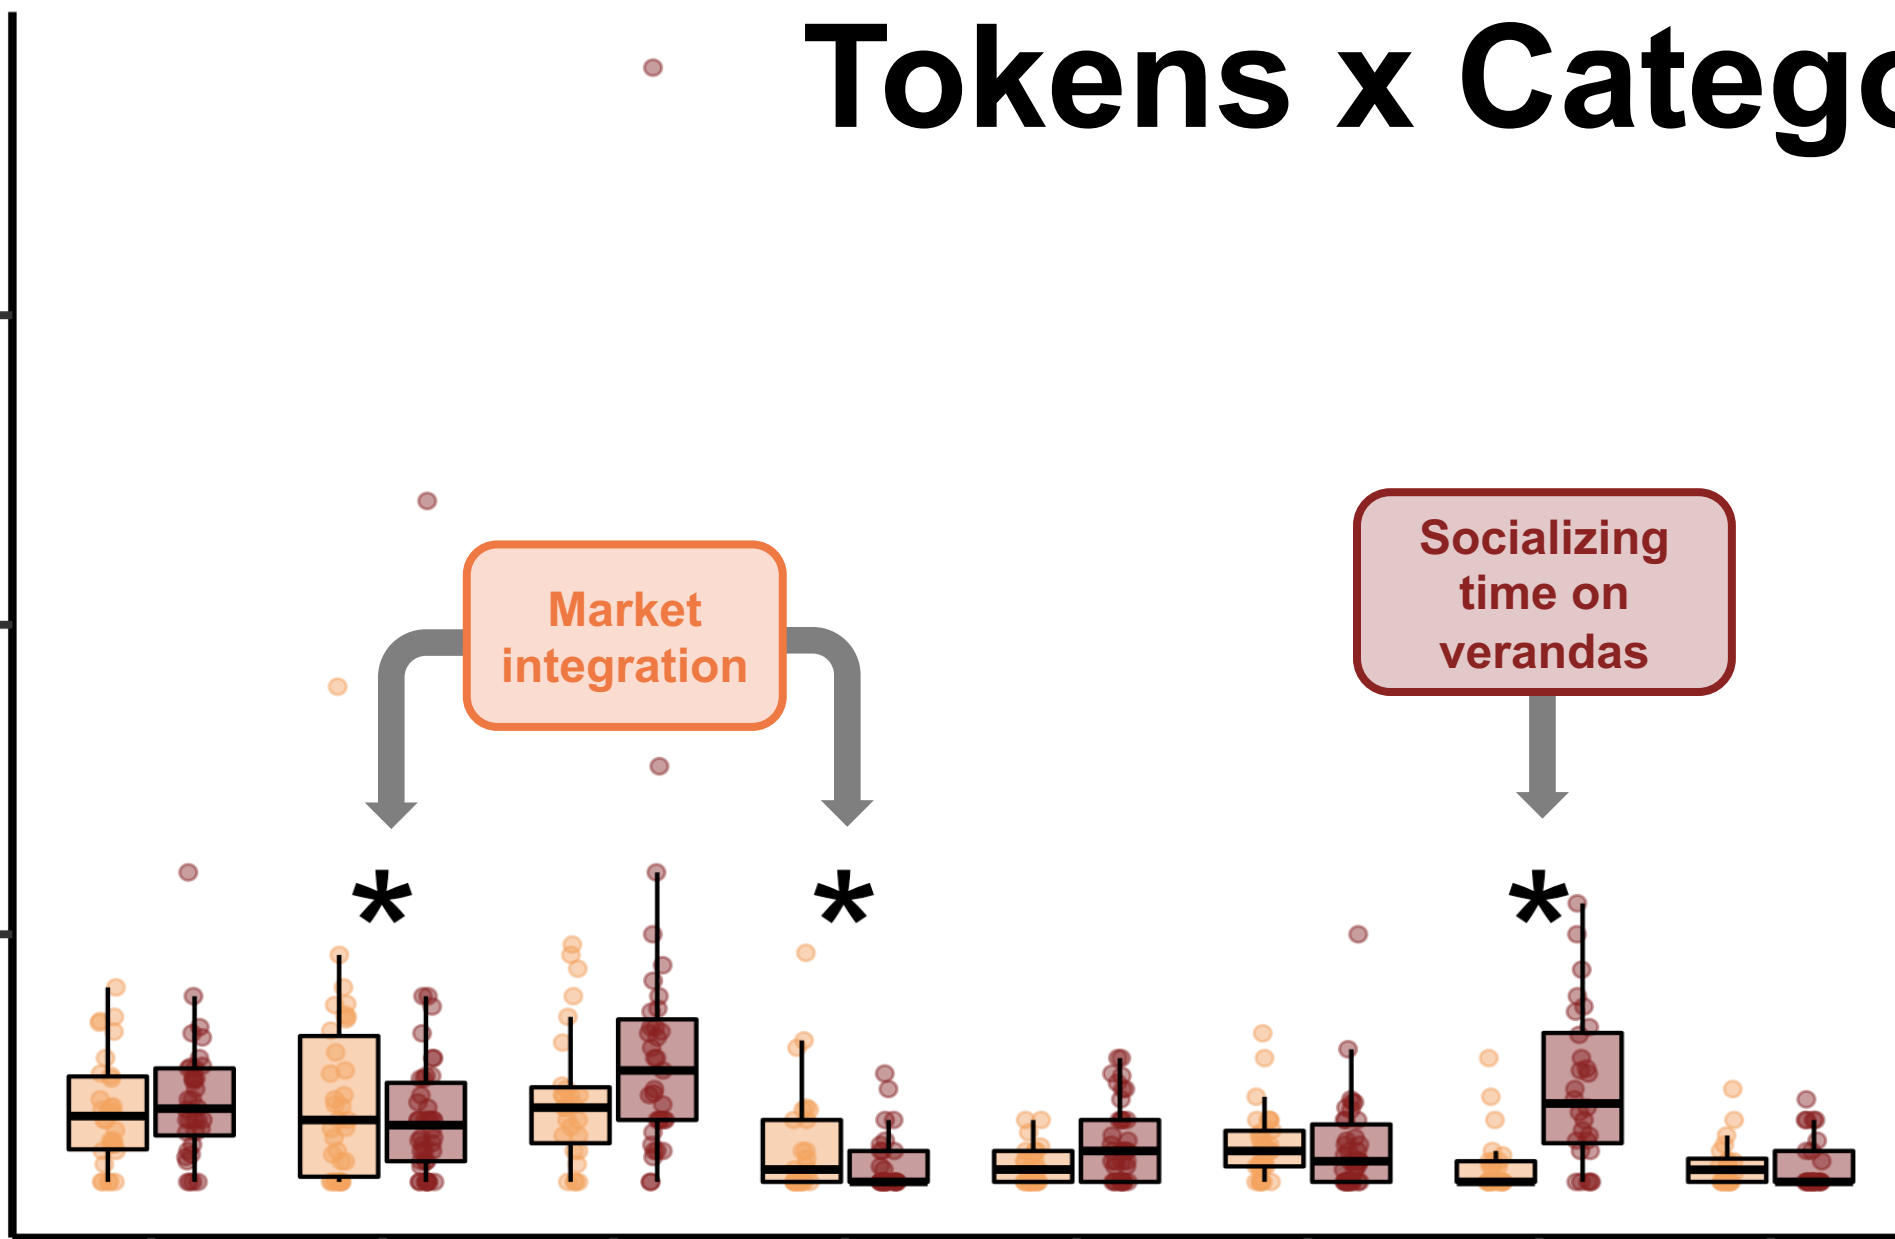 Tokens x Catego
Market
integration
Socializing
time on
verandas
*
*
*